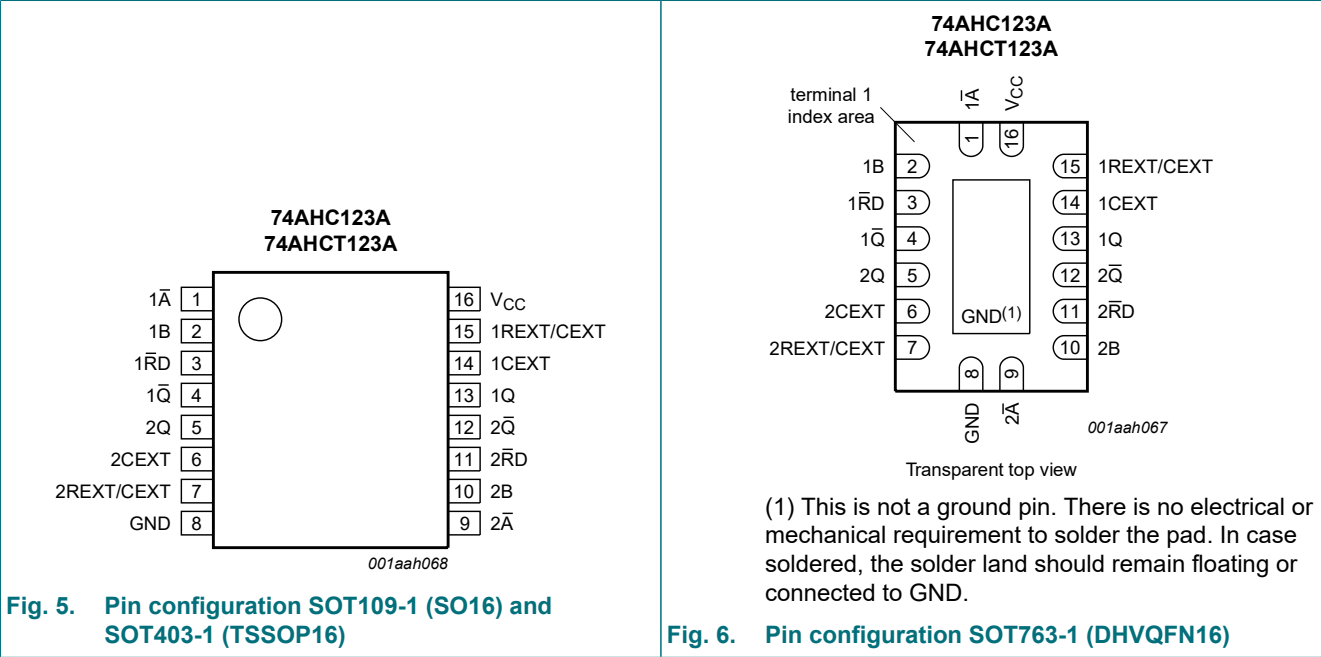 74AHC123A
74AHCT123A
1A̅ 1
1B 2
1R̅D 3
1Q̅ 4
2Q 5
2CEXT 6
2REXT/CEXT 7
GND 8
16 VCC
15 1REXT/CEXT
14 1CEXT
13 1Q
12 2Q̅
11 2R̅D
10 2B
9 2A̅
001aah068
Fig. 5. Pin configuration SOT109-1 (SO16) and
SOT403-1 (TSSOP16)
74AHC123A
74AHCT123A
terminal 1
index area
1A̅
VCC
1
16
1B 2
1R̅D 3
1Q̅ 4
2Q 5
2CEXT 6
2REXT/CEXT 7
15 1REXT/CEXT
14 1CEXT
13 1Q
12 2Q̅
11 2R̅D
10 2B
GND(1)
8
9
GND
2A̅
001aah067
Transparent top view
(1) This is not a ground pin. There is no electrical or
mechanical requirement to solder the pad. In case
soldered, the solder land should remain floating or
connected to GND.
Fig. 6. Pin configuration SOT763-1 (DHVQFN16)